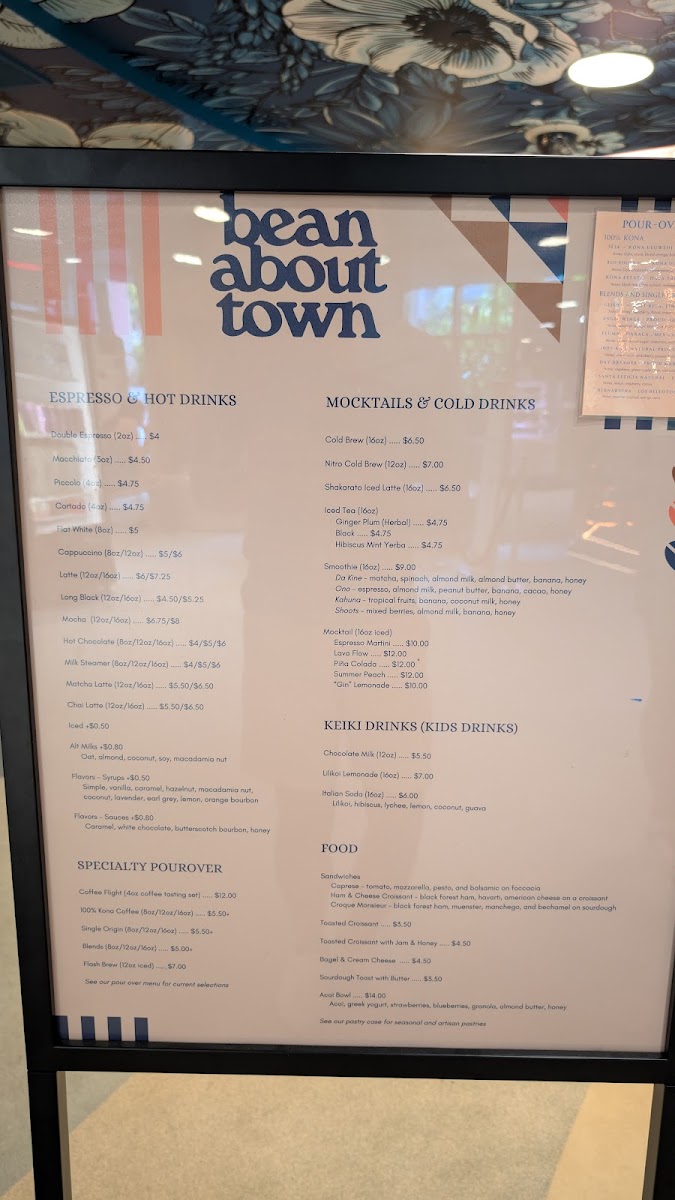 bean
about
town
ESPRESSO & HOT DRINKS
Double Espresso (2oz) ..... $4
Macchiato (3oz) ..... $4.50
Piccolo (4oz) ..... $4.75
Cortado (4oz) ..... $4.75
Flat White (8oz) ..... $5
Cappuccino (8oz/12oz) ..... $5/$6
Latte (12oz/16oz) ..... $6/$7.25
Long Black (12oz/16oz) ..... $4.50/$5.25
Mocha (12oz/16oz) ..... $6.75/$8
Hot Chocolate (8oz/12oz/16oz) ..... $4/$5/$6
Milk Steamer (8oz/12oz/16oz) ..... $4/$5/$6
Matcha Latte (12oz/16oz) ..... $5.50/$6.50
Chai Latte (12oz/16oz) ..... $5.50/$6.50
Iced +$0.50
Alt Milks +$0.80
Oat, almond, coconut, soy, macadamia nut
Flavors - Syrups +$0.50
Simple, vanilla, caramel, hazelnut, macadamia nut,
coconut, lavender, earl grey, lemon, orange bourbon
Flavors - Sauces +$0.80
Caramel, white chocolate, butterscotch bourbon, honey
SPECIALTY POUROVER
Coffee Flight (4oz coffee tasting set) ..... $12.00
100% Kona Coffee (8oz/12oz/16oz) ..... $5.50+
Single Origin (8oz/12oz/16oz) ..... $5.50+
Blends (8oz/12oz/16oz) ..... $5.00+
Flash Brew (12oz iced) ..... $7.00
See our pour over menu for current selections
MOCKTAILS & COLD DRINKS
Cold Brew (16oz) ..... $6.50
Nitro Cold Brew (12oz) ..... $7.00
Shakarato Iced Latte (16oz) ..... $6.50
Iced Tea (16oz)
Ginger Plum (Herbal) ..... $4.75
Black ..... $4.75
Hibiscus Mint Yerba ..... $4.75
Smoothie (16oz) ..... $9.00
Da Kine - matcha, spinach, almond milk, almond butter, banana, honey
Ono - espresso, almond milk, peanut butter, banana, cacao, honey
Kahuna - tropical fruits, banana, coconut milk, honey
Shoots - mixed berries, almond milk, banana, honey
Mocktail (16oz iced)
Espresso Martini ..... $10.00
Lava Flow ..... $12.00
Piña Colada ..... $12.00
Summer Peach ..... $12.00
"Gin" Lemonade ..... $10.00
KEIKI DRINKS (KIDS DRINKS)
Chocolate Milk (12oz) ..... $5.50
Lilikoi Lemonade (16oz) ..... $7.00
Italian Soda (16oz) ..... $6.00
Lilikoi, hibiscus, lychee, lemon, coconut, guava
FOOD
Sandwiches
Caprese - tomato, mozzarella, pesto, and balsamic on foccacia
Ham & Cheese Croissant - black forest ham, havarti, american cheese on a croissant
Croque Monsieur - black forest ham, muenster, manchego, and bechamel on sourdough
Toasted Croissant ..... $3.50
Toasted Croissant with Jam & Honey ..... $4.50
Bagel & Cream Cheese ..... $4.50
Sourdough Toast with Butter ..... $3.50
Acai Bowl ..... $14.00
Acai, greek yogurt, strawberries, blueberries, granola, almond butter, honey
See our pastry case for seasonal and artisan pastries
POUR-OV
100% KONA